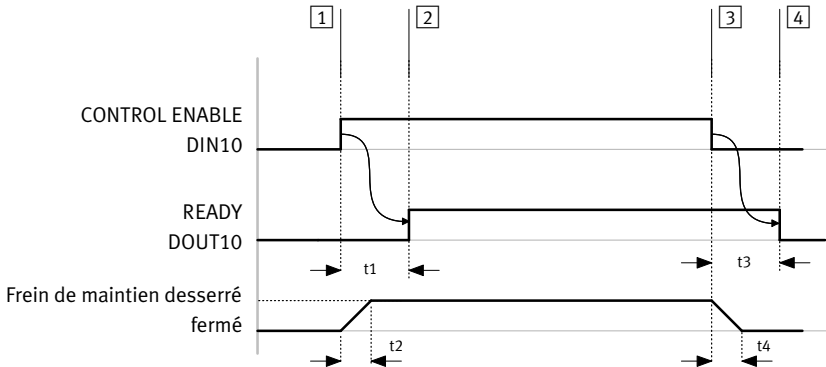 1
2
3
4
CONTROL ENABLE
DIN10
READY
DOUT10
t1
t3
Frein de maintien desserré
fermé
t2
t4